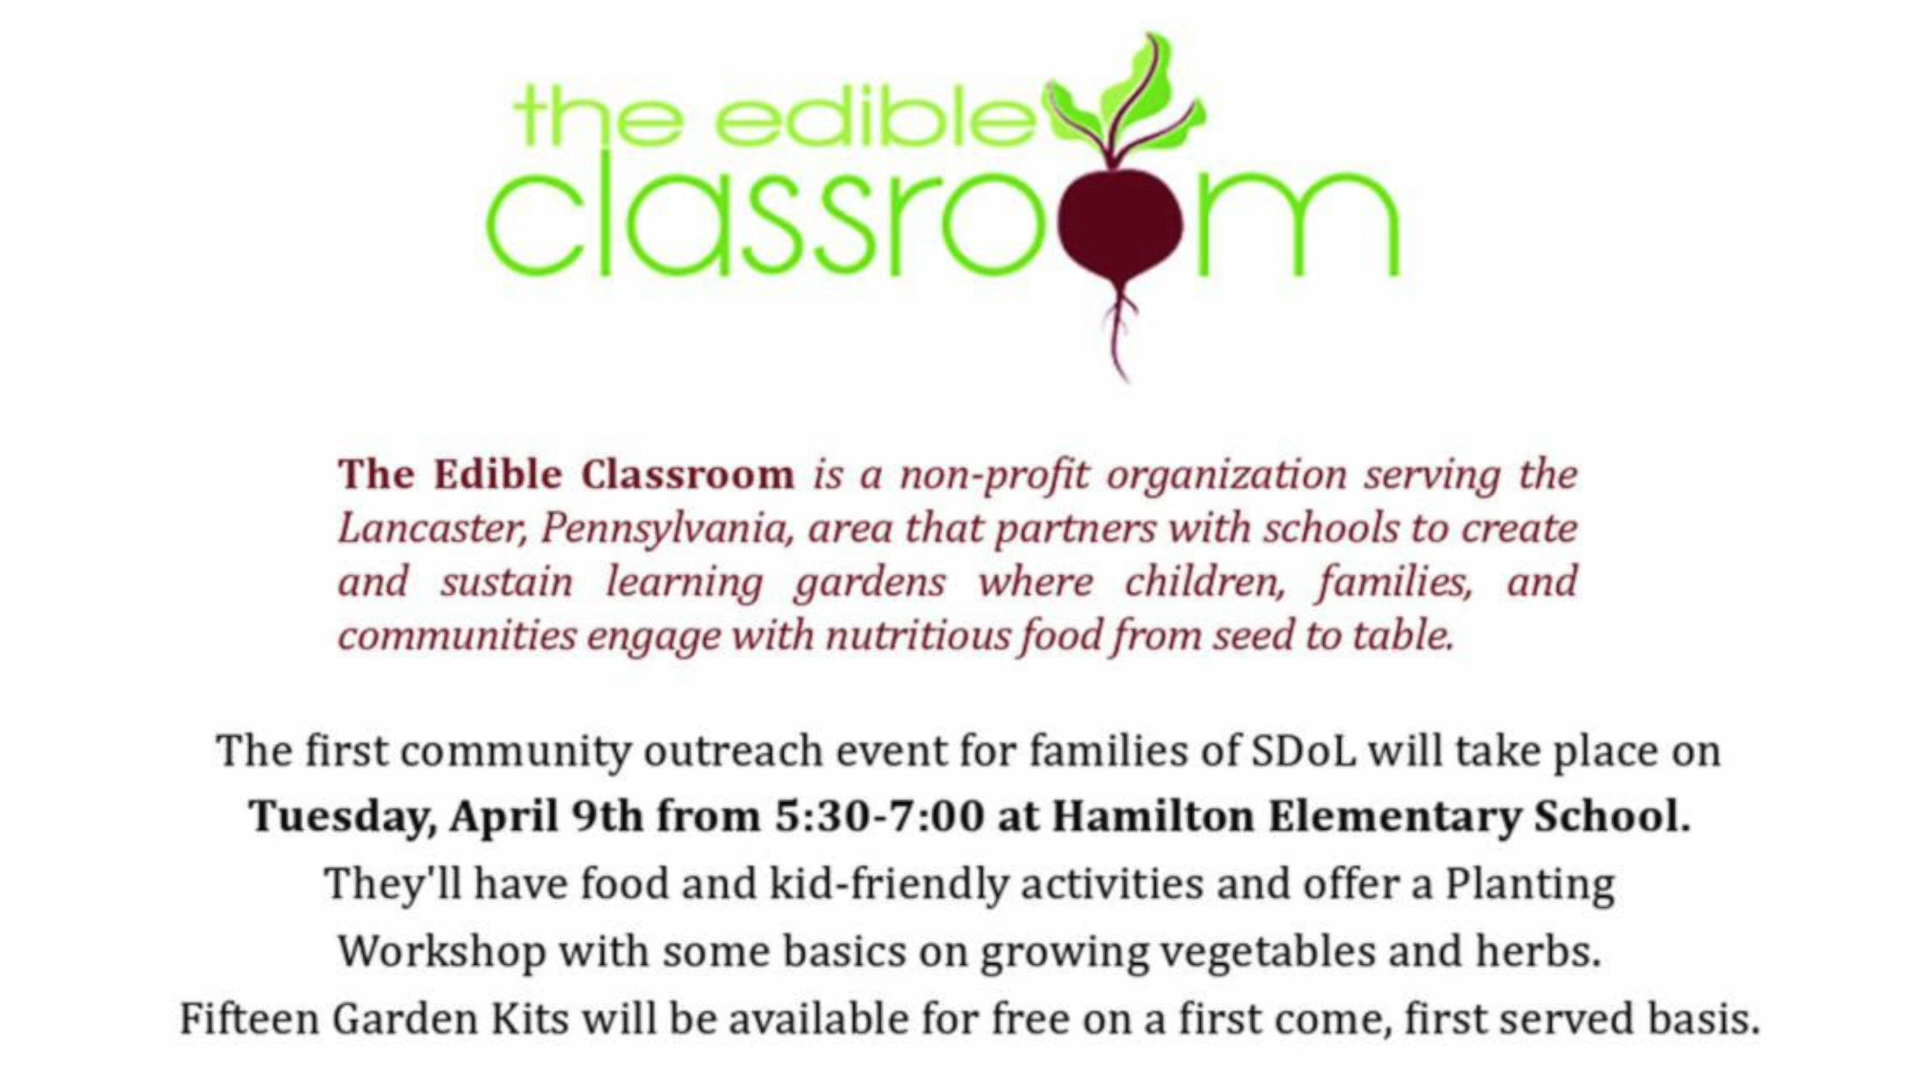 the edible
classroom
The Edible Classroom is a non-profit organization serving the
Lancaster, Pennsylvania, area that partners with schools to create
and sustain learning gardens where children, families, and
communities engage with nutritious food from seed to table.
The first community outreach event for families of SDoL will take place on
Tuesday, April 9th from 5:30-7:00 at Hamilton Elementary School.
They'll have food and kid-friendly activities and offer a Planting
Workshop with some basics on growing vegetables and herbs.
Fifteen Garden Kits will be available for free on a first come, first served basis.